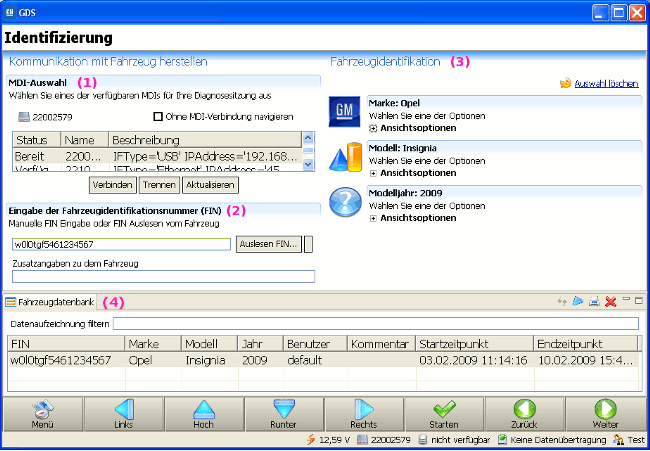 GDS
Identifizierung
Kommunikation mit Fahrzeug herstellen
MDI-Auswahl (1)
Wählen Sie eines der verfügbaren MDIs für Ihre Diagnosesitzung aus
22002579
Ohne MDI-Verbindung navigieren
Status Name Beschreibung
Bereit 2200... IFType='USB' IPAddress='192.168...
Verfüg 2210 IFType='Ethernet' IPAddress='45
Verbinden Trennen Aktualisieren
Eingabe der Fahrzeugidentifikationsnummer (FIN) (2)
Manuelle FIN Eingabe oder FIN Auslesen vom Fahrzeug
w0l0tgf5461234567
Auslesen FIN...
Zusatzangaben zu dem Fahrzeug
Fahrzeugidentifikation (3)
Auswahl löschen
GM
Marke: Opel
Wählen Sie eine der Optionen
Ansichtsoptionen
Modell: Insignia
Wählen Sie eine der Optionen
Ansichtsoptionen
?
Modelljahr: 2009
Wählen Sie eine der Optionen
Ansichtsoptionen
Fahrzeugdatenbank (4)
Datenaufzeichnung filtern
FIN Marke Modell Jahr Benutzer Kommentar Startzeitpunkt Endzeitpunkt
w0l0tgf5461234567 Opel Insignia 2009 default 03.02.2009 11:14:16 10.02.2009 15:4...
Menü Links Hoch Runter Rechts Starten Zurück Weiter
12,59 V 22002579 nicht verfügbar Keine Datenübertragung Test